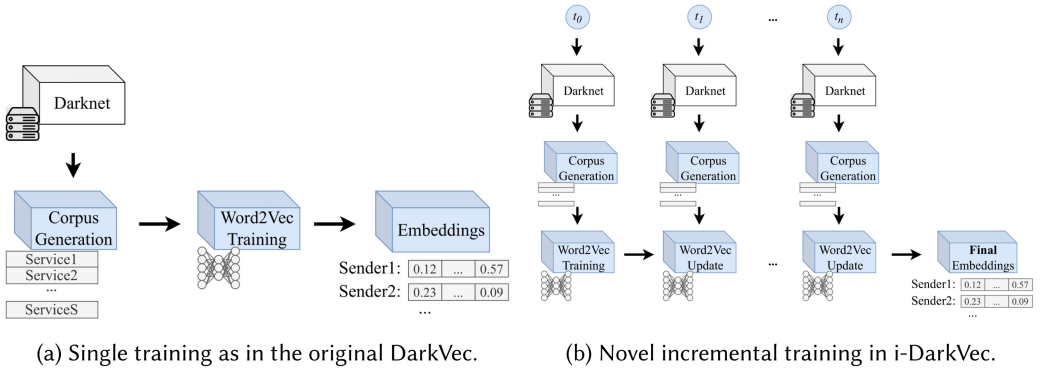 Darknet
Corpus
Generation
Service1
Service2
...
ServiceS
Word2Vec
Training
Embeddings
Sender1: 0.12 ... 0.57
Sender2: 0.23 ... 0.09
...
(a) Single training as in the original DarkVec.
t0 t1 ... tn
Darknet Darknet Darknet
Corpus Corpus Corpus
Generation Generation Generation
... ... ...
Word2Vec Word2Vec ... Word2Vec Final
Training Update Update Embeddings
Sender1: 0.12 ... 0.57
Sender2: 0.23 ... 0.09
...
(b) Novel incremental training in i-DarkVec.